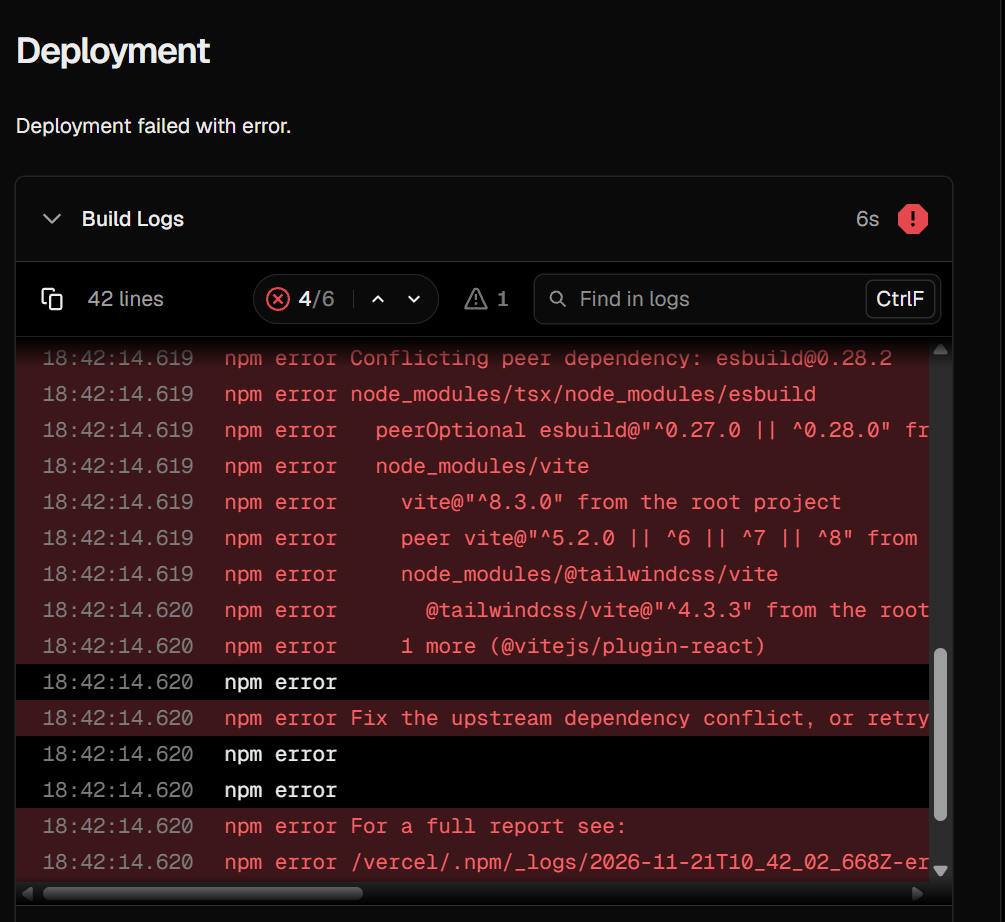 Deployment
Deployment failed with error.
Build Logs 6s
42 lines 4/6 1 Find in logs CtrlF
18:42:14.619 npm error Conflicting peer dependency: esbuild@0.28.2
18:42:14.619 npm error node_modules/tsx/node_modules/esbuild
18:42:14.619 npm error peerOptional esbuild@"^0.27.0 || ^0.28.0" fr
18:42:14.619 npm error node_modules/vite
18:42:14.619 npm error vite@"^8.3.0" from the root project
18:42:14.619 npm error peer vite@"^5.2.0 || ^6 || ^7 || ^8" from
18:42:14.619 npm error node_modules/@tailwindcss/vite
18:42:14.620 npm error @tailwindcss/vite@"^4.3.3" from the root
18:42:14.620 npm error 1 more (@vitejs/plugin-react)
18:42:14.620 npm error
18:42:14.620 npm error Fix the upstream dependency conflict, or retry
18:42:14.620 npm error
18:42:14.620 npm error
18:42:14.620 npm error For a full report see:
18:42:14.620 npm error /vercel/.npm/_logs/2026-11-21T10_42_02_668Z-er